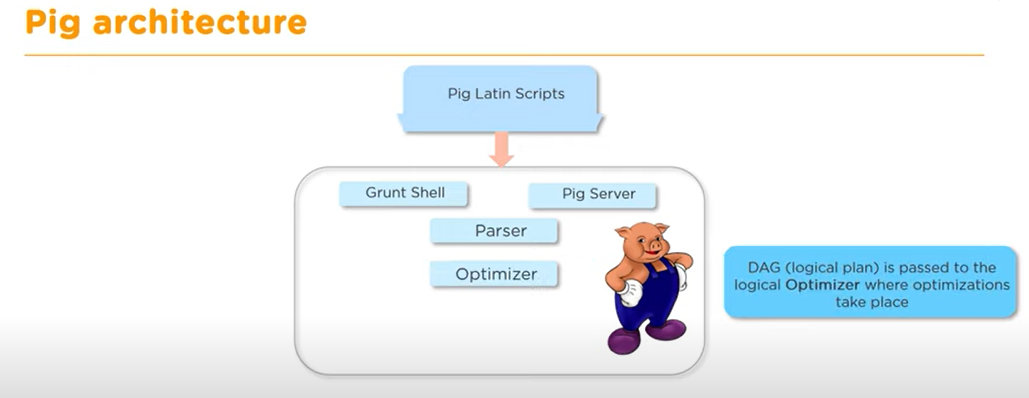 Pig architecture
Pig Latin Scripts
Grunt Shell
Pig Server
Parser
Optimizer
DAG (logical plan) is passed to the
logical Optimizer where optimizations
take place